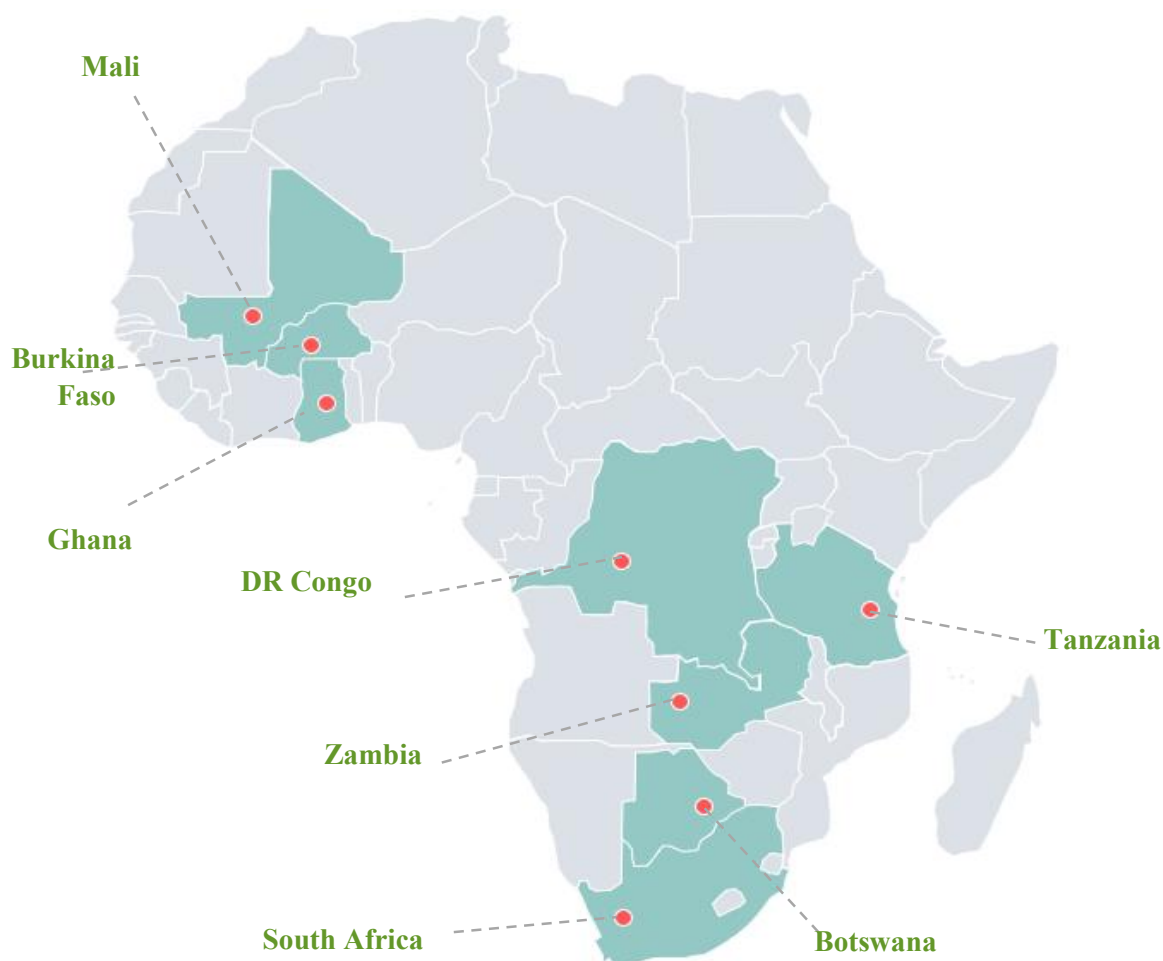 Mali
Burkina
Faso
Ghana
DR Congo
Tanzania
Zambia
South Africa
Botswana